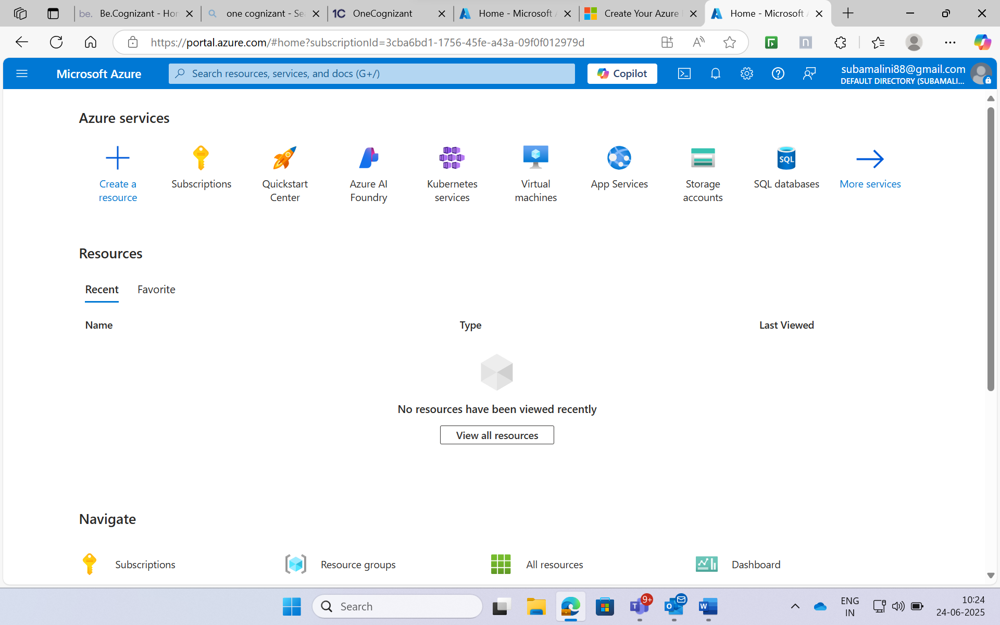 be. Be.Cognizant - Hor
one cognizant - Se
1C OneCognizant
Home - Microsoft A
Create Your Azure
Home - Microsoft A
https://portal.azure.com/#home?subscriptionId=3cba6bd1-1756-45fe-a43a-09f0f012979d
A
n
Microsoft Azure
Search resources, services, and docs (G+/)
Copilot
subamalini88@gmail.com
DEFAULT DIRECTORY (SUBAMALI...
Azure services
Create a
resource
Subscriptions
Quickstart
Center
Azure AI
Foundry
Kubernetes
services
Virtual
machines
App Services
Storage
accounts
SQL
SQL databases
More services
Resources
Recent
Favorite
Name
Type
Last Viewed
No resources have been viewed recently
View all resources
Navigate
Subscriptions
Resource groups
All resources
Dashboard
Search
T
9+
O
W
ENG
IN
10:24
24-06-2025